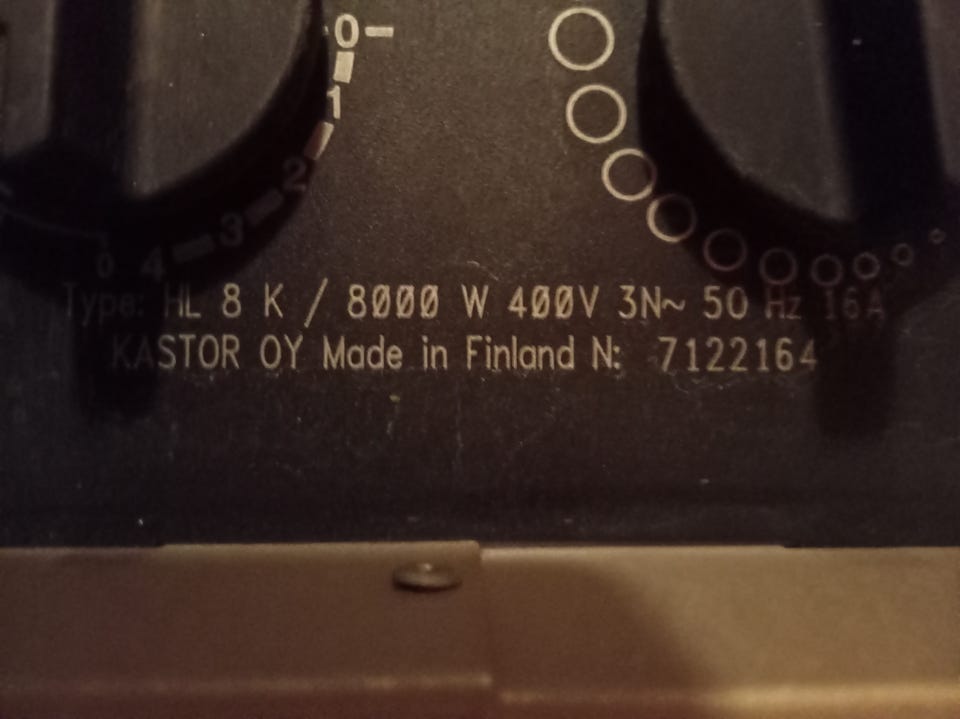 0
1
2
3
0 4
Type: HL 8 K / 8000 W 400V 3N~ 50 Hz 16A
KASTOR OY Made in Finland N: 7122164